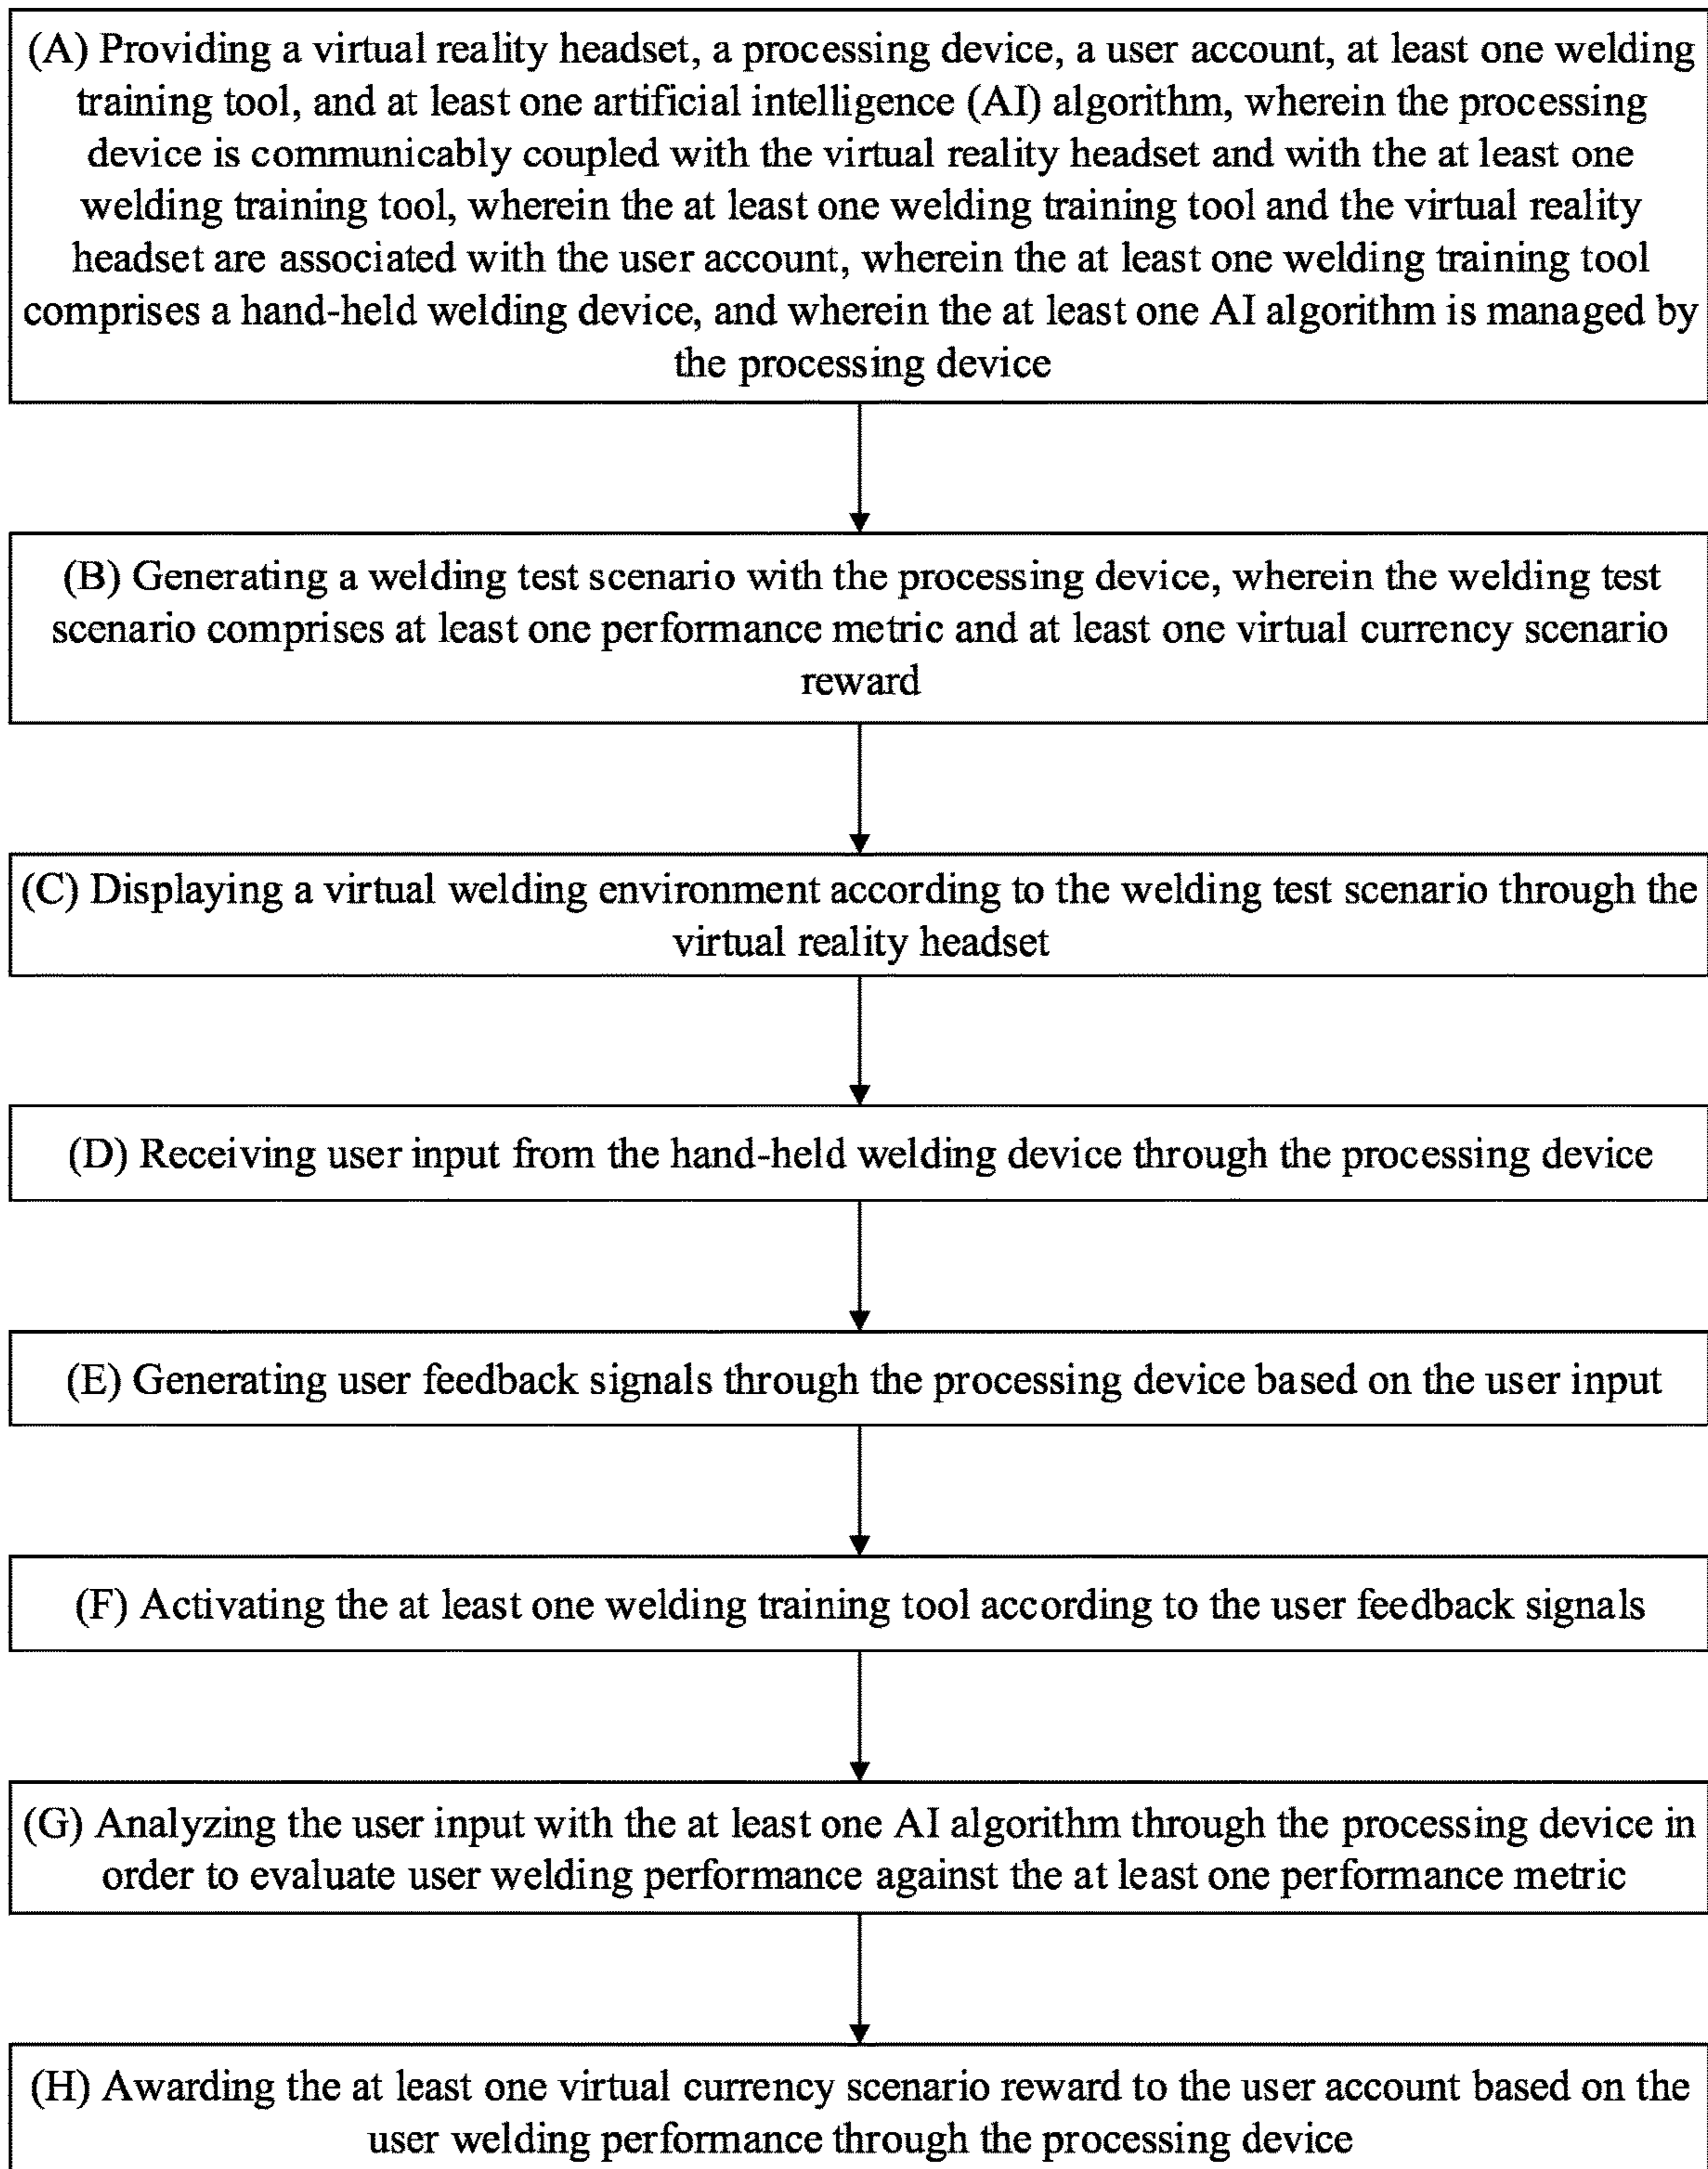 (A) Providing a virtual reality headset, a processing device, a user account, at least one welding
training tool, and at least one artificial intelligence (AI) algorithm, wherein the processing
device is communicably coupled with the virtual reality headset and with the at least one
welding training tool, wherein the at least one welding training tool and the virtual reality
headset are associated with the user account, wherein the at least one welding training tool
comprises a hand-held welding device, and wherein the at least one AI algorithm is managed by
the processing device
(B) Generating a welding test scenario with the processing device, wherein the welding test
scenario comprises at least one performance metric and at least one virtual currency scenario
reward
(C) Displaying a virtual welding environment according to the welding test scenario through the
virtual reality headset
(D) Receiving user input from the hand-held welding device through the processing device
(E) Generating user feedback signals through the processing device based on the user input
(F) Activating the at least one welding training tool according to the user feedback signals
(G) Analyzing the user input with the at least one AI algorithm through the processing device in
order to evaluate user welding performance against the at least one performance metric
(H) Awarding the at least one virtual currency scenario reward to the user account based on the
user welding performance through the processing device